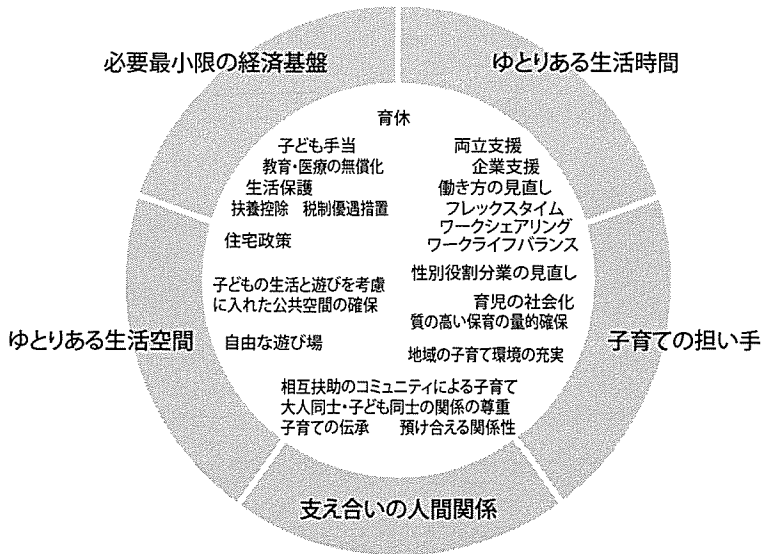 必要最小限の経済基盤
ゆとりある生活時間
育休
子ども手当
教育・医療の無償化
生活保護
扶養控除 税制優遇措置
住宅政策
両立支援
企業支援
働き方の見直し
フレックスタイム
ワークシェアリング
ワークライフバランス
性別役割分業の見直し
育児の社会化
質の高い保育の量的確保
地域の子育て環境の充実
子どもの生活と遊びを考慮
に入れた公共空間の確保
自由な遊び場
ゆとりある生活空間
子育ての担い手
相互扶助のコミュニティによる子育て
大人同士・子ども同士の関係の尊重
子育ての伝承 預け合える関係性
支え合いの人間関係